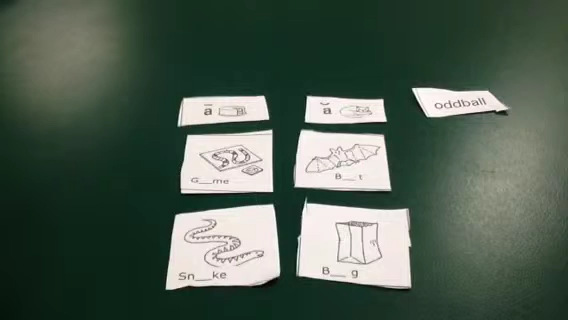 ā
ă
oddball
G__me
B__t
Sn__ke
B__g